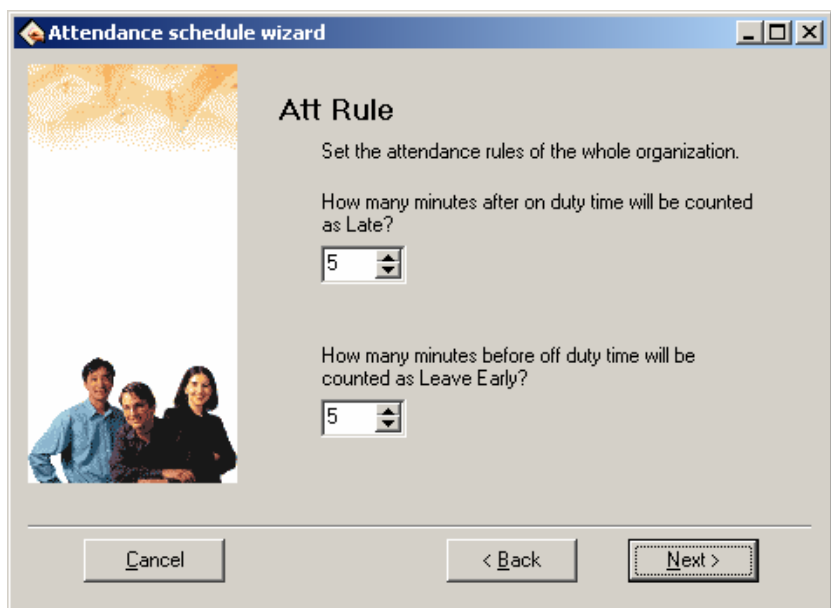 Attendance schedule wizard
Att Rule
Set the attendance rules of the whole organization.
How many minutes after on duty time will be counted
as Late?
5
How many minutes before off duty time will be
counted as Leave Early?
5
Cancel
< Back
Next >